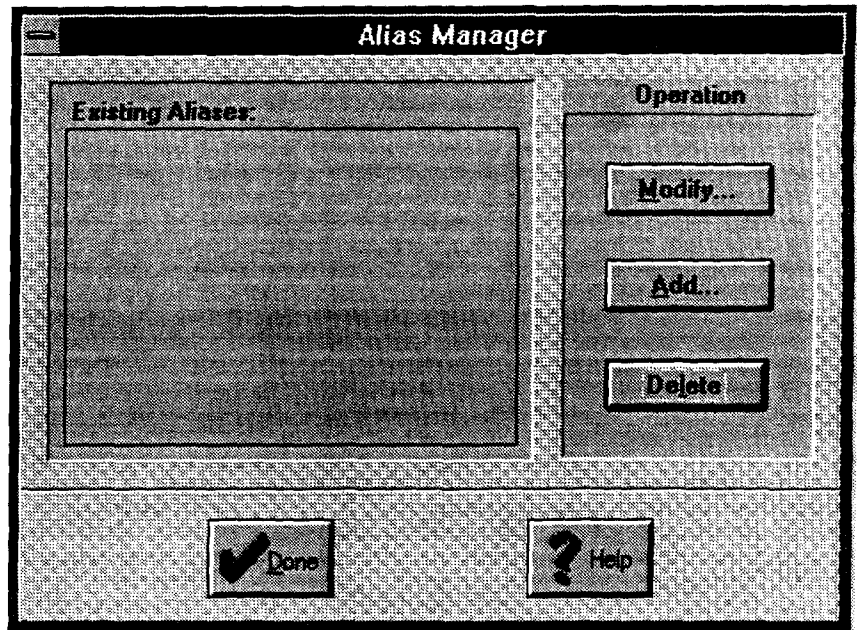 Alias Manager
Existing Aliases:
Operation
Modify...
Add...
Delete
Done
Help